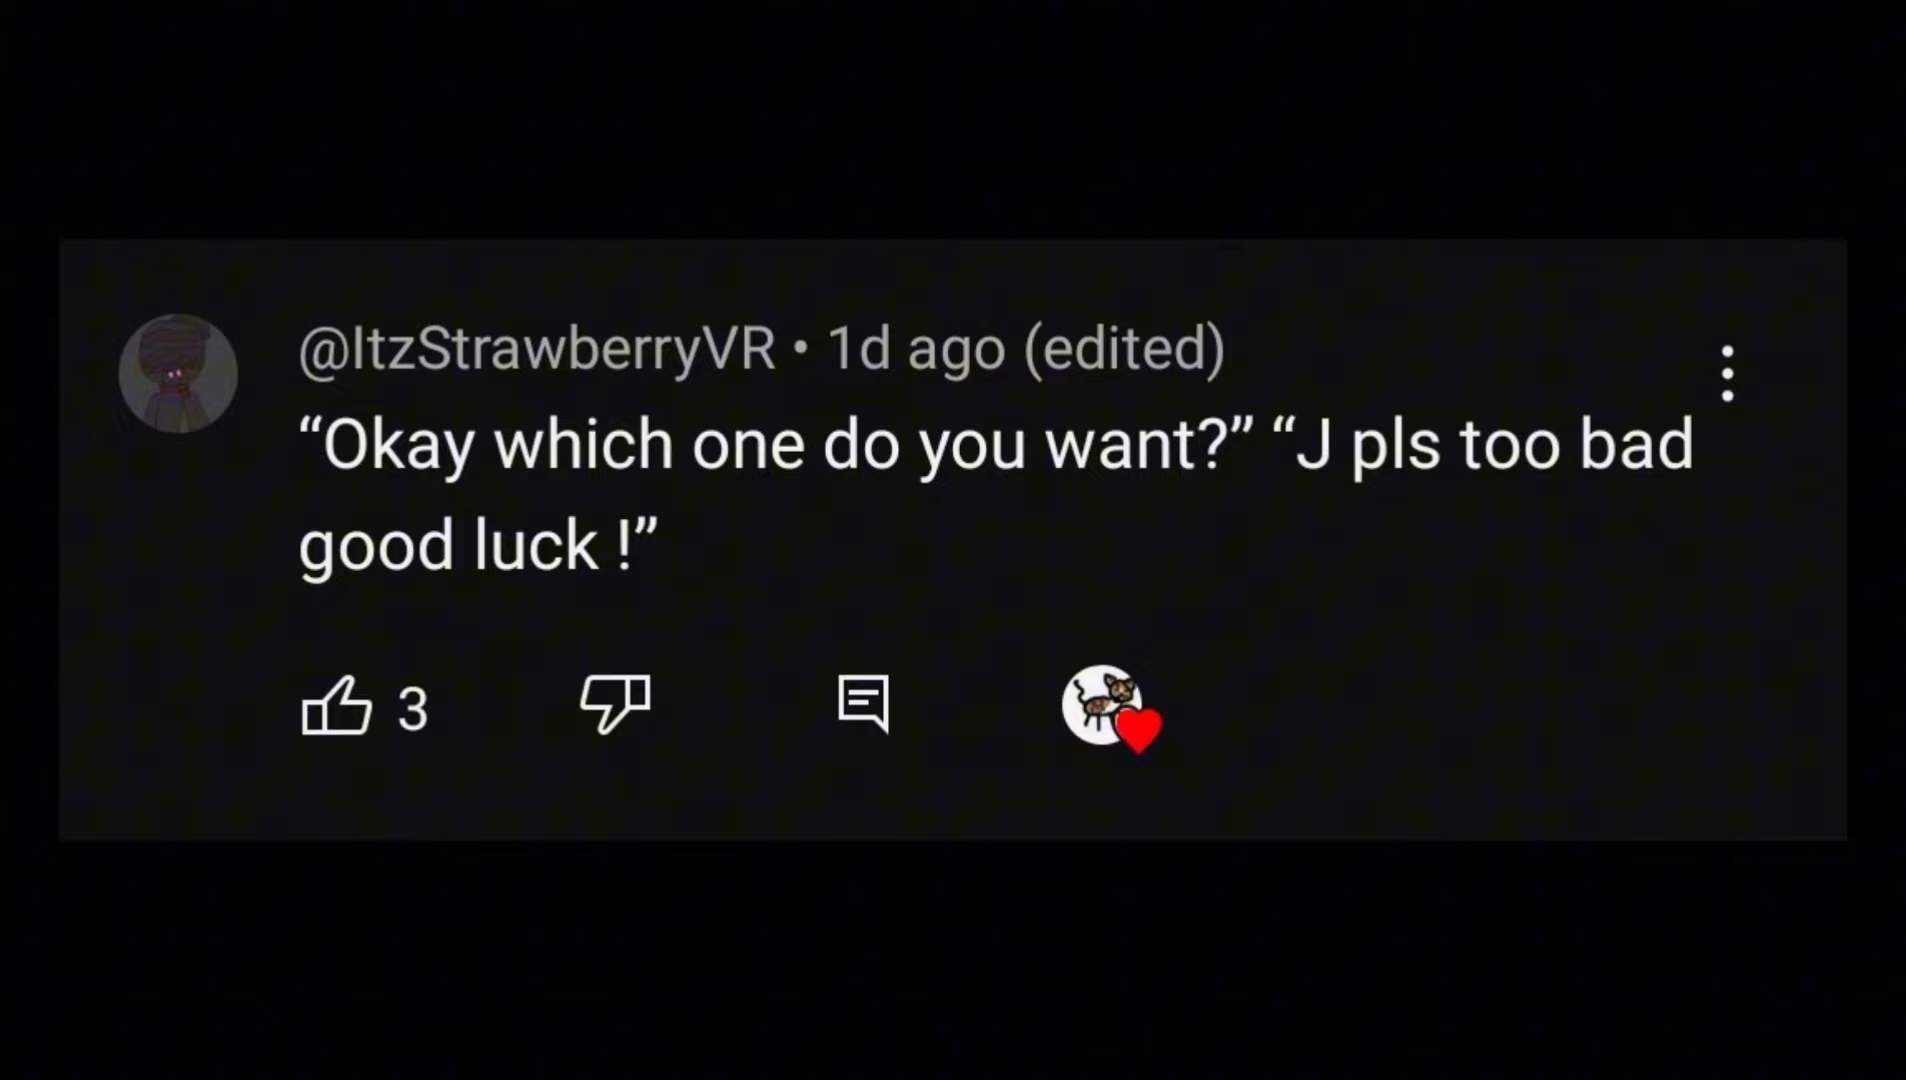 @ItzStrawberryVR • 1d ago (edited)
“Okay which one do you want?” “J pls too bad
good luck !”
3